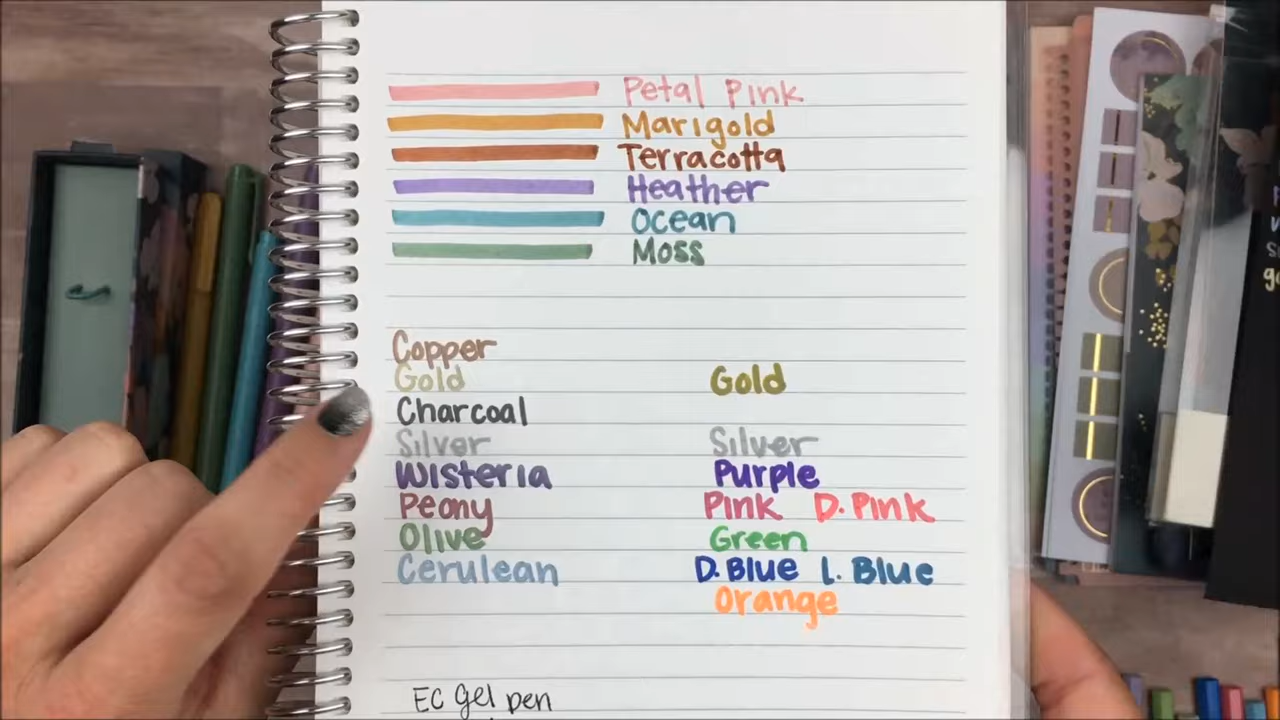 Petal Pink
Marigold
Terracotta
Heather
Ocean
Moss
Copper
Gold Gold
Charcoal
Silver Silver
Wisteria Purple
Peony Pink D. Pink
Olive Green
Cerulean D. Blue L. Blue
Orange
EC Gel pen